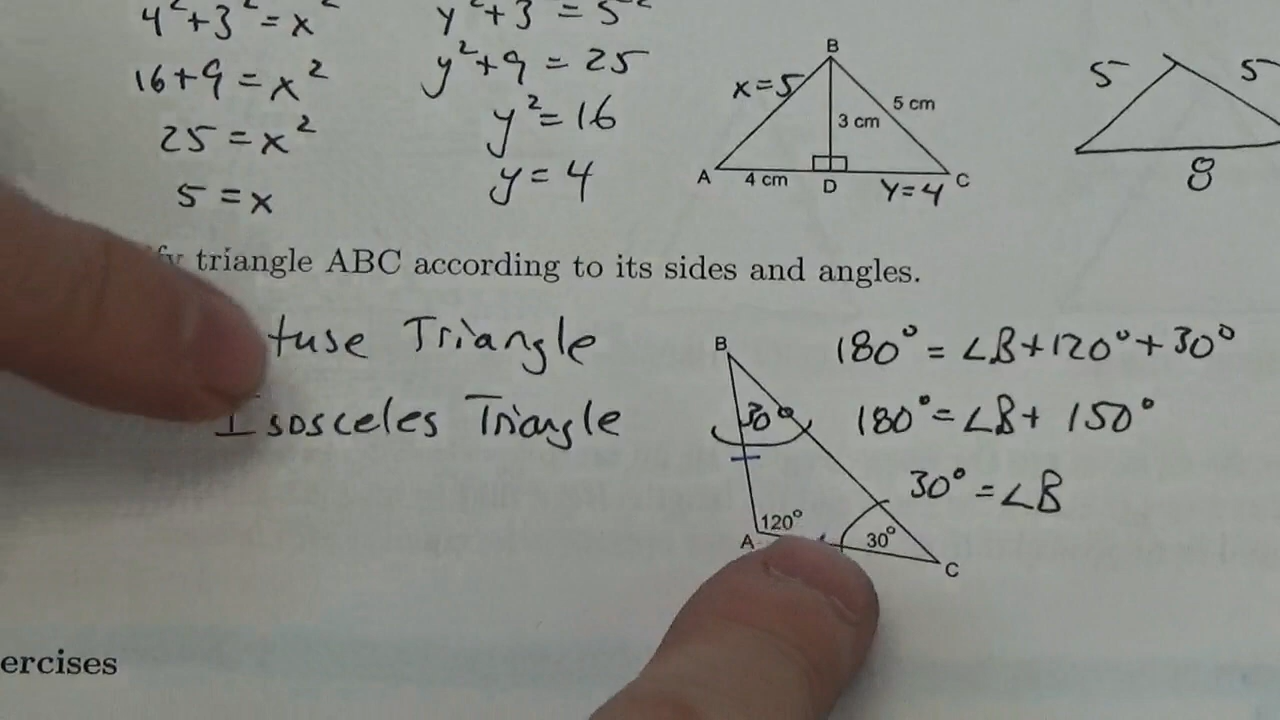 4²+3²=x²
16+9=x²
25=x²
5=x
y²+3²=5²
y²+9=25
y²=16
y=4
B
x=5
5 cm
3 cm
A
4 cm
D
y=4
C
5
5
8
triangle ABC according to its sides and angles.
tuse Triangle
Isosceles Triangle
B
30°
120°
A
30°
C
180°=∠B+120°+30°
180°=∠B+150°
30°=∠B
ercises